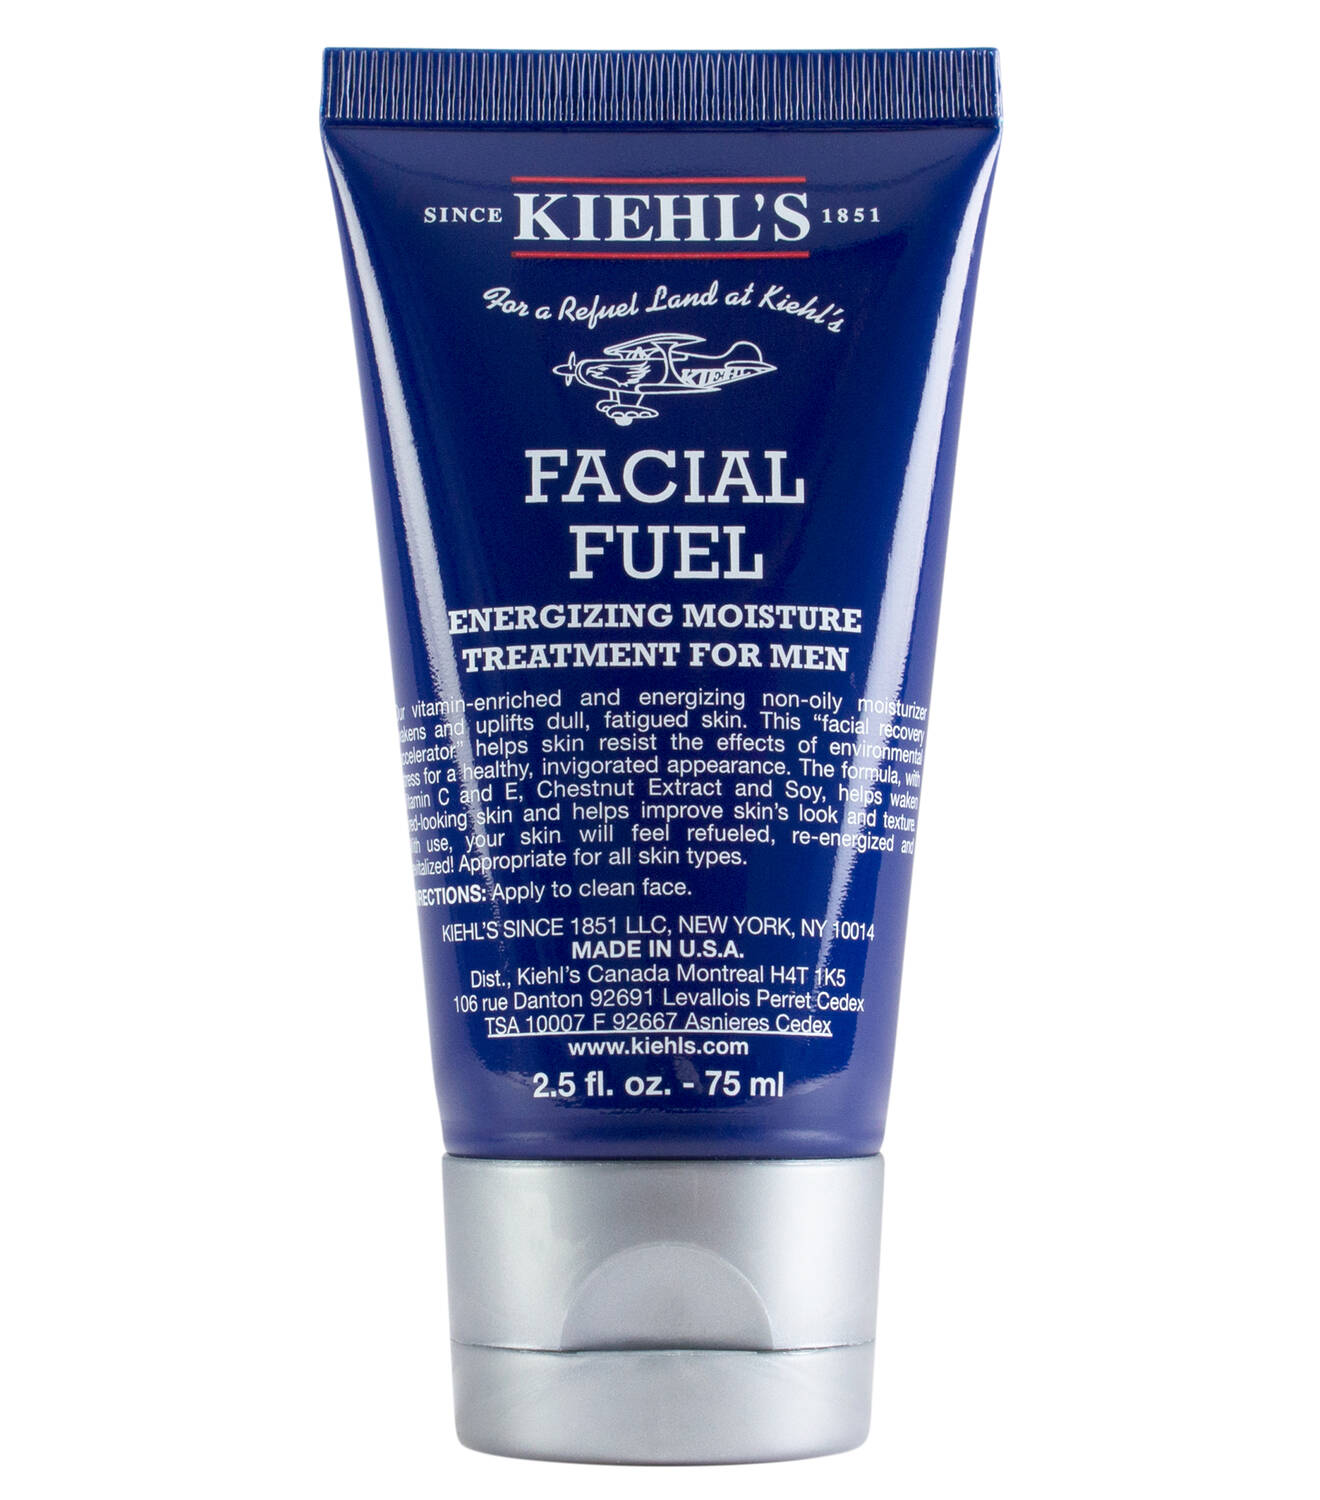 SINCE KIEHL'S 1851
For a Refuel Land at Kiehl's
KIEHL
FACIAL
FUEL
ENERGIZING MOISTURE
TREATMENT FOR MEN
vitamin-enriched and energizing non-oily moisturizer
and uplifts dull, fatigued skin. This “facial recovery
helps skin resist the effects of environmental
for a healthy, invigorated appearance. The formula, with
C and E, Chestnut Extract and Soy, helps waken
skin and helps improve skin's look and texture.
use, your skin will feel refueled, re-energized and
Appropriate for all skin types.
Apply to clean face.
KIEHL'S SINCE 1851 LLC, NEW YORK, NY 10014
MADE IN U.S.A.
Dist., Kiehl's Canada Montreal H4T 1K5
106 rue Danton 92691 Levallois Perret Cedex
TSA 10007 F 92667 Asnieres Cedex
www.kiehls.com
2.5 fl. oz. - 75 ml